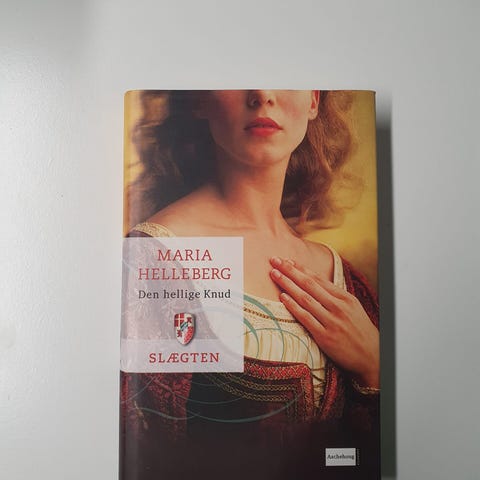 MARIA
HELLEBERG
Den hellige Knud
SLÆGTEN
Aschehoug